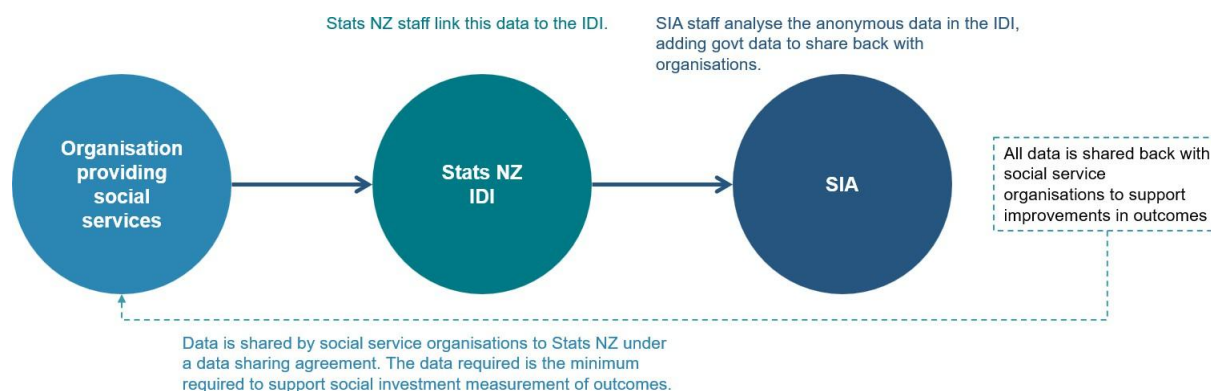 Stats NZ staff link this data to the IDI.
SIA staff analyse the anonymous data in the IDI,
adding govt data to share back with
organisations.
Organisation
providing
social
services
Stats NZ
IDI
SIA
All data is shared back with
social service
organisations to support
improvements in outcomes
Data is shared by social service organisations to Stats NZ under
a data sharing agreement. The data required is the minimum
required to support social investment measurement of outcomes.